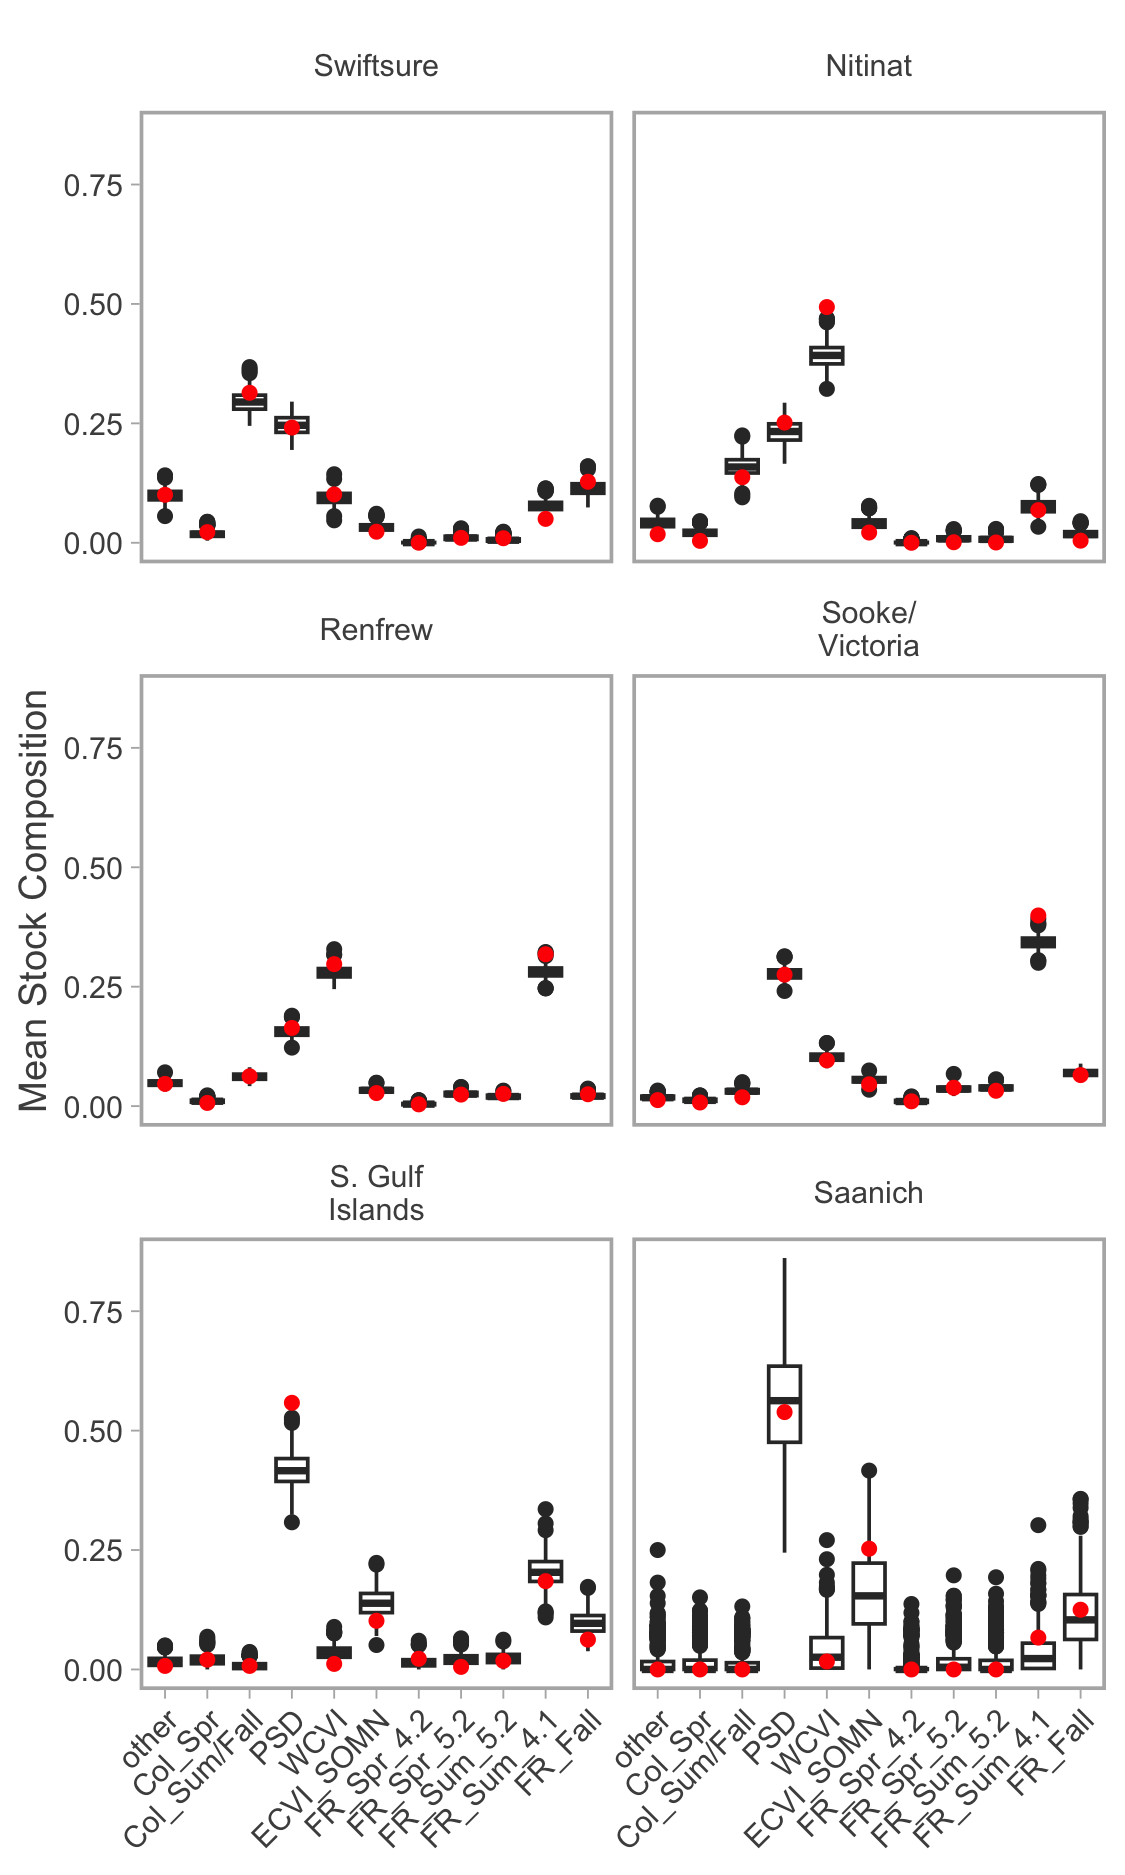 Swiftsure
Nitinat
0.75
0.50
0.25
0.00
Renfrew
Sooke/
Victoria
Mean Stock Composition
0.75
0.50
0.25
0.00
S. Gulf
Islands
Saanich
0.75
0.50
0.25
0.00
other
Col_Spr
Col_Sum/Fall
PSD
WCVI
ECVI_SOMN
FR_Spr_4.2
FR_Spr_5.2
FR_Sum_5.2
FR_Sum_4.1
FR_Fall
other
Col_Spr
Col_Sum/Fall
PSD
WCVI
ECVI_SOMN
FR_Spr_4.2
FR_Spr_5.2
FR_Sum_5.2
FR_Sum_4.1
FR_Fall